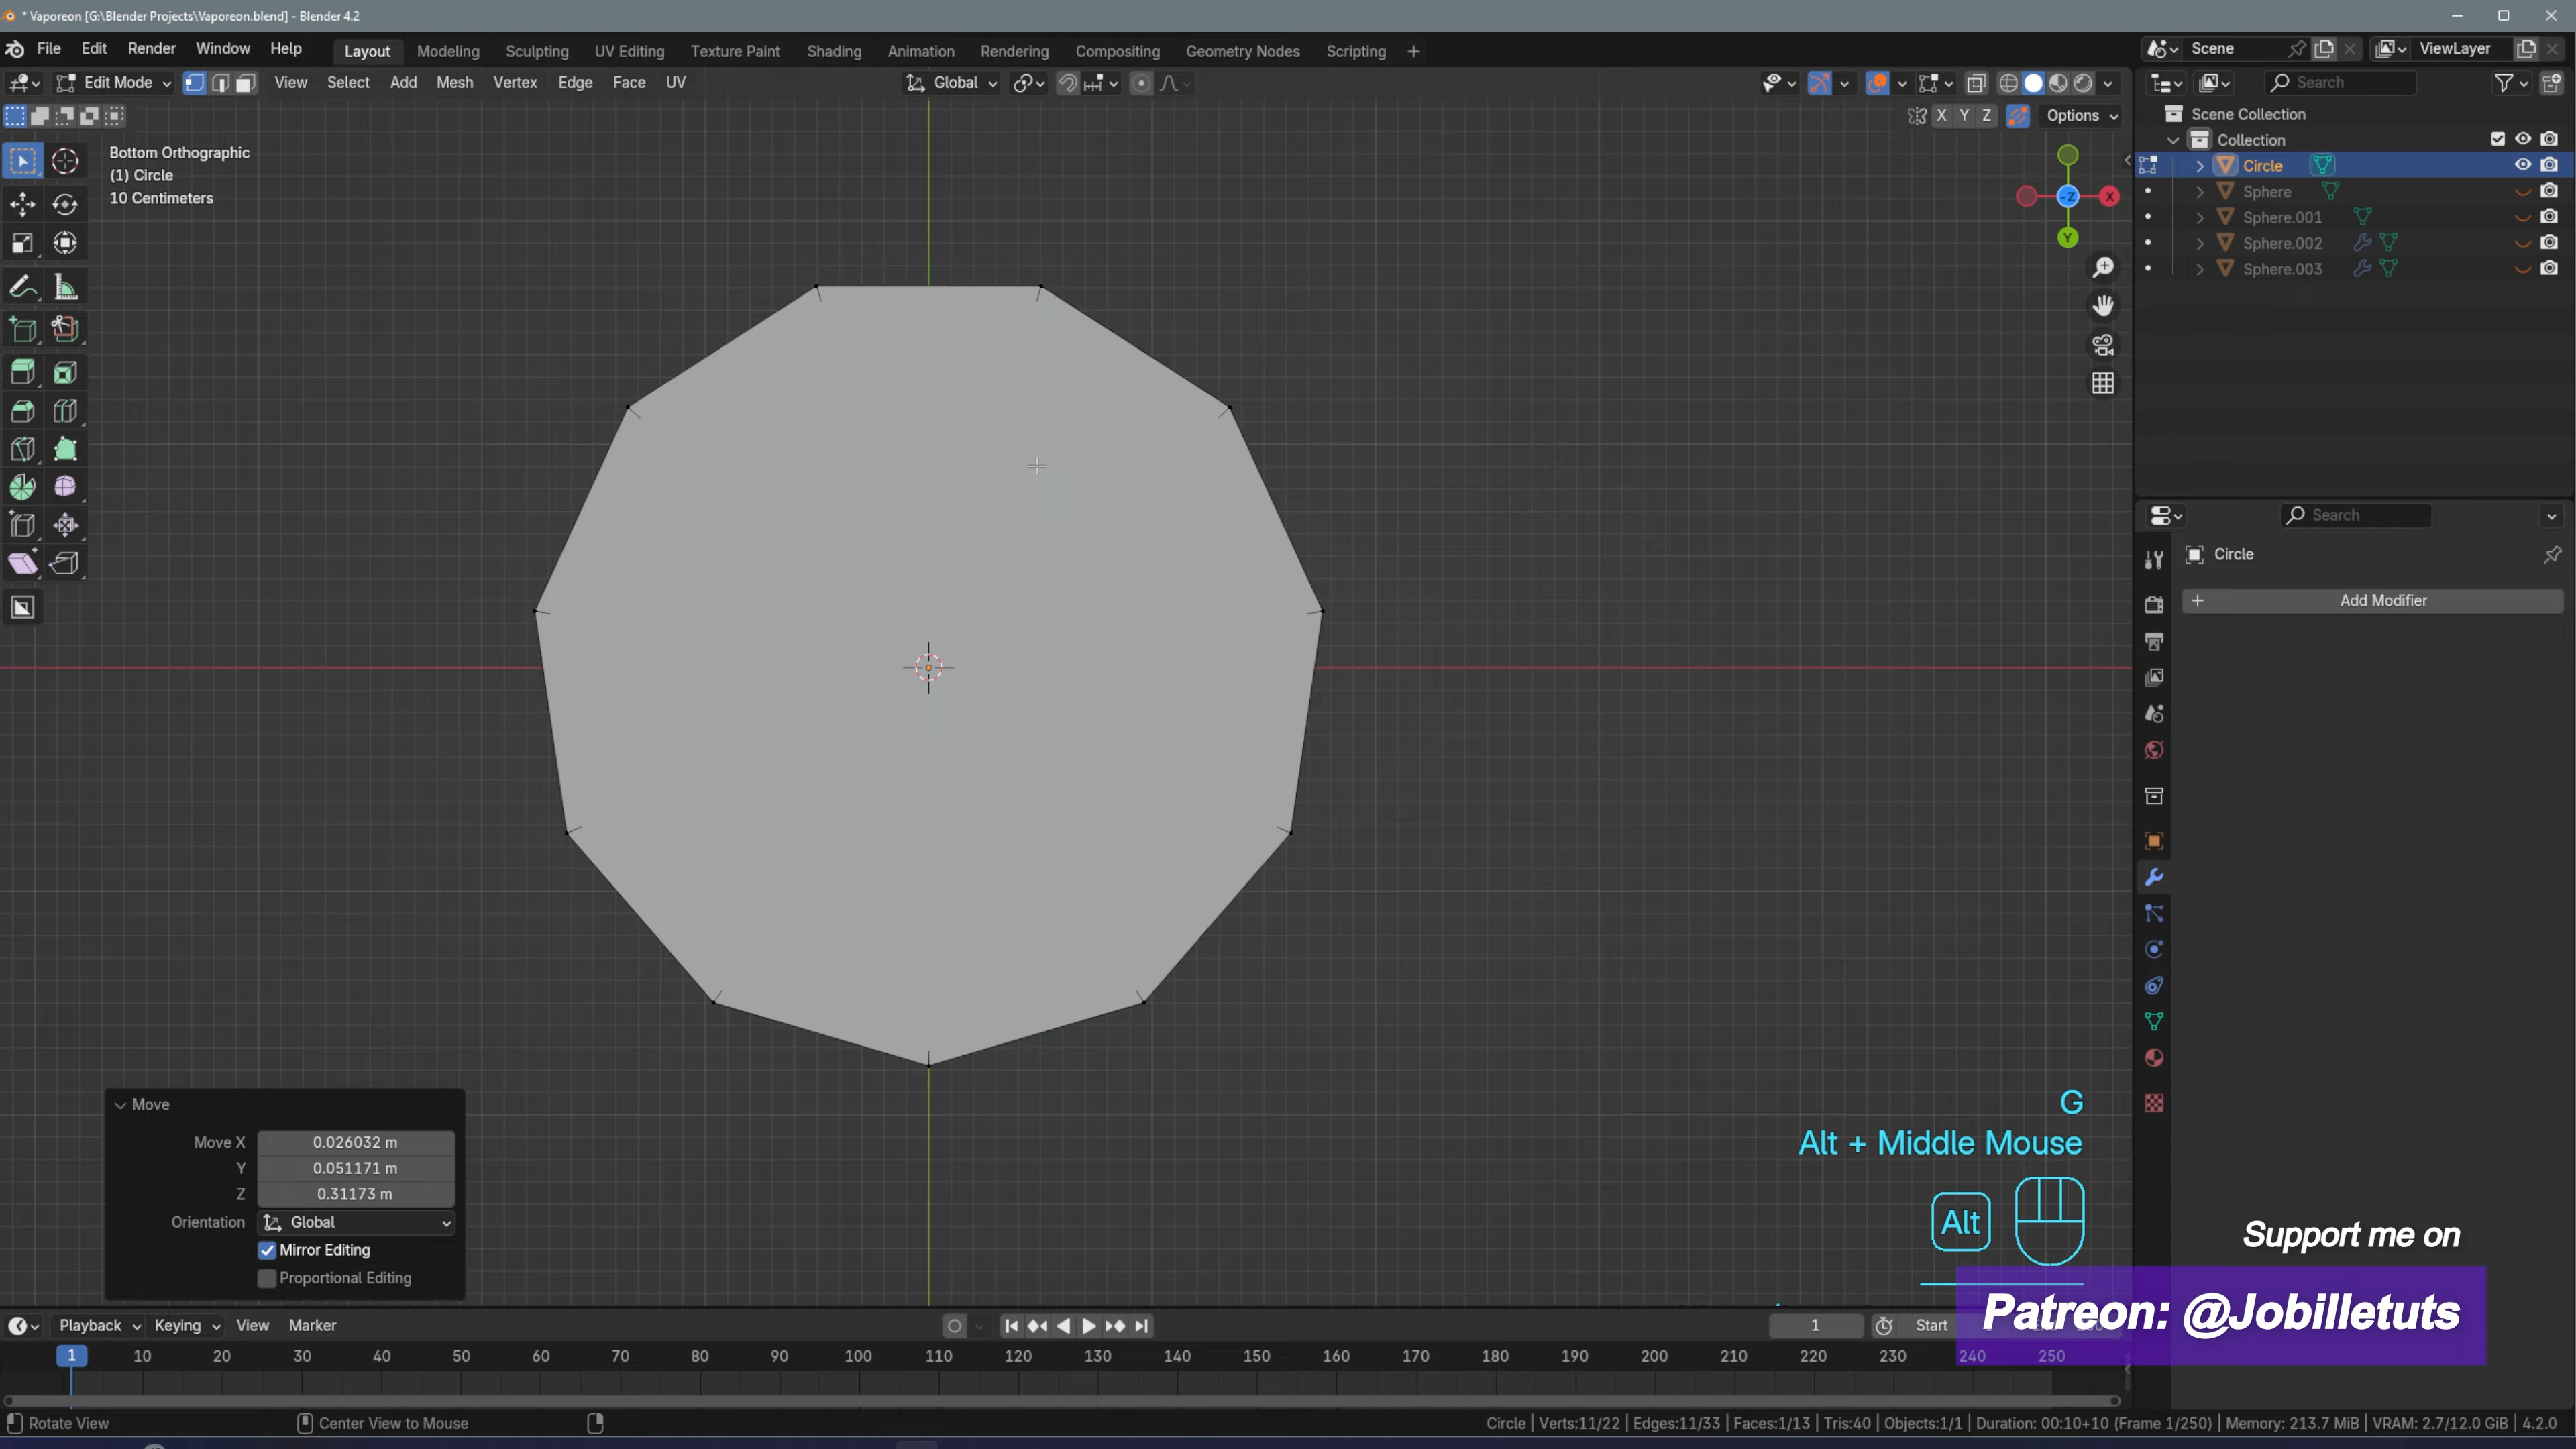 * Vaporeon [G:\Blender Projects\Vaporeon.blend] - Blender 4.2
File Edit Render Window Help Layout Modeling Sculpting UV Editing Texture Paint Shading Animation Rendering Compositing Geometry Nodes Scripting + Scene ViewLayer
Edit Mode View Select Add Mesh Vertex Edge Face UV Global Search
X Y Z Options
Scene Collection
Collection
Circle
Sphere
Sphere.001
Sphere.002
Sphere.003
Bottom Orthographic
(1) Circle
10 Centimeters
-Z X
Y
Search
Circle
+ Add Modifier
Move
Move X 0.026032 m
Y 0.051171 m
Z 0.31173 m
Orientation Global
Mirror Editing
Proportional Editing
G
Alt + Middle Mouse
Alt
Support me on
Patreon: @Jobilletuts
Playback Keying View Marker 1 Start
1 10 20 30 40 50 60 70 80 90 100 110 120 130 140 150 160 170 180 190 200 210 220 230 240 250
Rotate View Center View to Mouse Circle | Verts:11/22 | Edges:11/33 | Faces:1/13 | Tris:40 | Objects:1/1 | Duration: 00:10+10 (Frame 1/250) | Memory: 213.7 MiB | VRAM: 2.7/12.0 GiB | 4.2.0